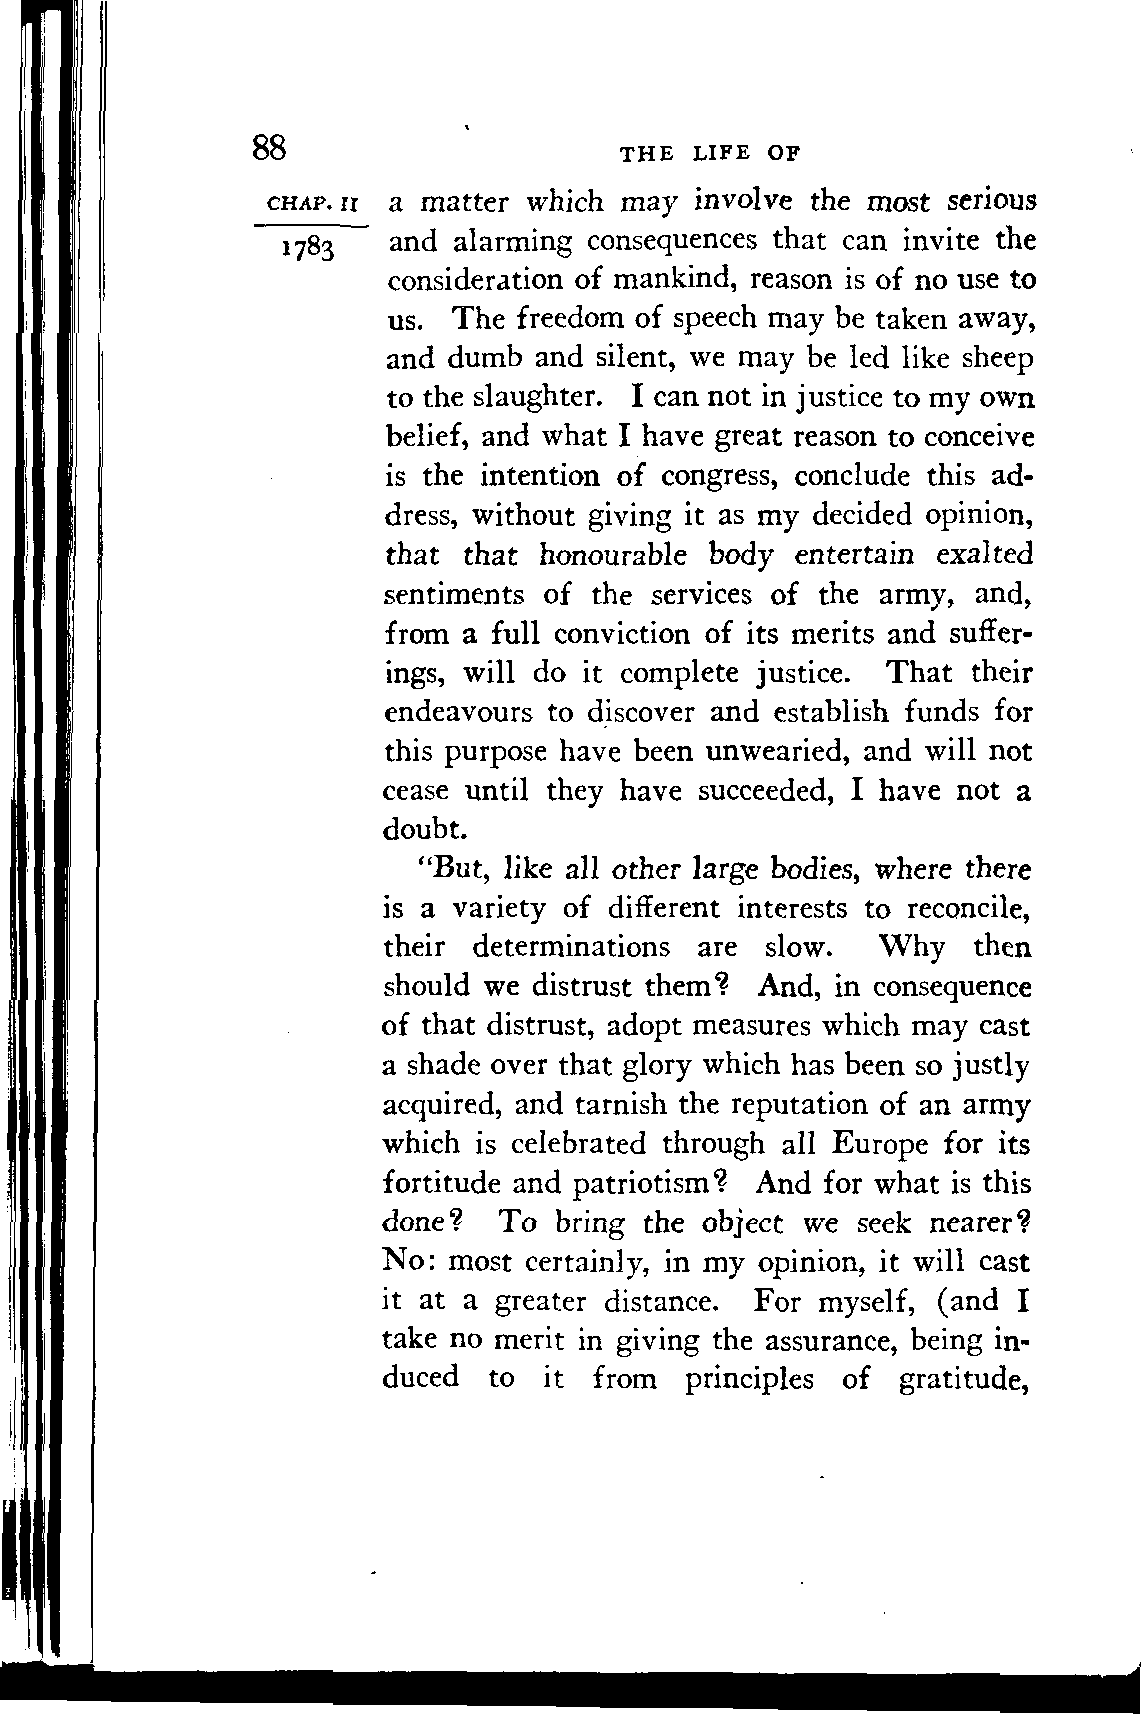 88 THE LIFE OF
CHAP. II a matter which may involve the most serious
1783 and alarming consequences that can invite the
consideration of mankind, reason is of no use to
us. The freedom of speech may be taken away,
and dumb and silent, we may be led like sheep
to the slaughter. I can not in justice to my own
belief, and what I have great reason to conceive
is the intention of congress, conclude this ad-
dress, without giving it as my decided opinion,
that that honourable body entertain exalted
sentiments of the services of the army, and,
from a full conviction of its merits and suffer-
ings, will do it complete justice. That their
endeavours to discover and establish funds for
this purpose have been unwearied, and will not
cease until they have succeeded, I have not a
doubt.
"But, like all other large bodies, where there
is a variety of different interests to reconcile,
their determinations are slow. Why then
should we distrust them? And, in consequence
of that distrust, adopt measures which may cast
a shade over that glory which has been so justly
acquired, and tarnish the reputation of an army
which is celebrated through all Europe for its
fortitude and patriotism? And for what is this
done? To bring the object we seek nearer?
No: most certainly, in my opinion, it will cast
it at a greater distance. For myself, (and I
take no merit in giving the assurance, being in-
duced to it from principles of gratitude,